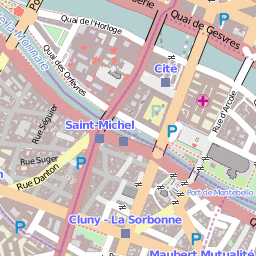 Quai de l'Horloge
Quai de Gesvres
Quai des Orfèvres
Cité
Rue d'Arcole
Rue Séguier
Saint-Michel
Rue Suger
Rue Danton
Port de Montebello
Cluny - La Sorbonne
Maubert Mutualité